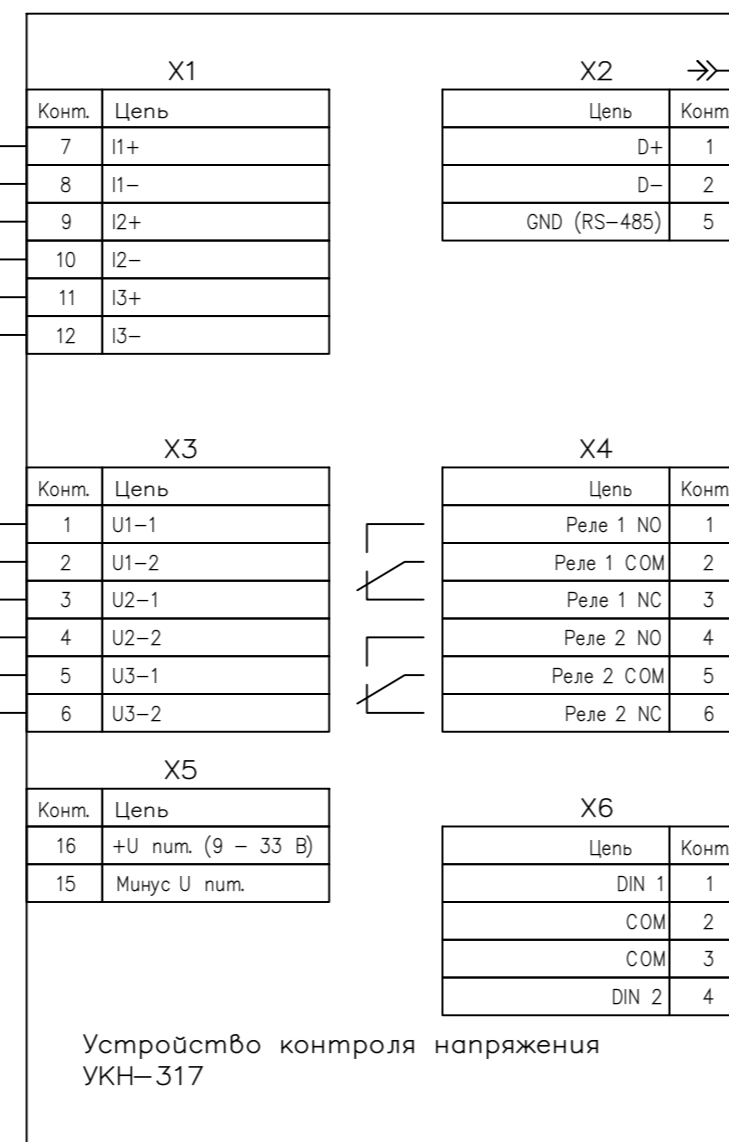 X1
Конт. Цепь
7 I1+
8 I1-
9 I2+
10 I2-
11 I3+
12 I3-
X2
Цепь Конт
D+ 1
D- 2
GND (RS-485) 5
X3
Конт. Цепь
1 U1-1
2 U1-2
3 U2-1
4 U2-2
5 U3-1
6 U3-2
X4
Цепь Конт
Реле 1 NO 1
Реле 1 COM 2
Реле 1 NC 3
Реле 2 NO 4
Реле 2 COM 5
Реле 2 NC 6
X5
Конт. Цепь
16 +U пит. (9 - 33 В)
15 Минус U пит.
X6
Цепь Конт
DIN 1 1
COM 2
COM 3
DIN 2 4
Устройство контроля напряжения
УКН-317